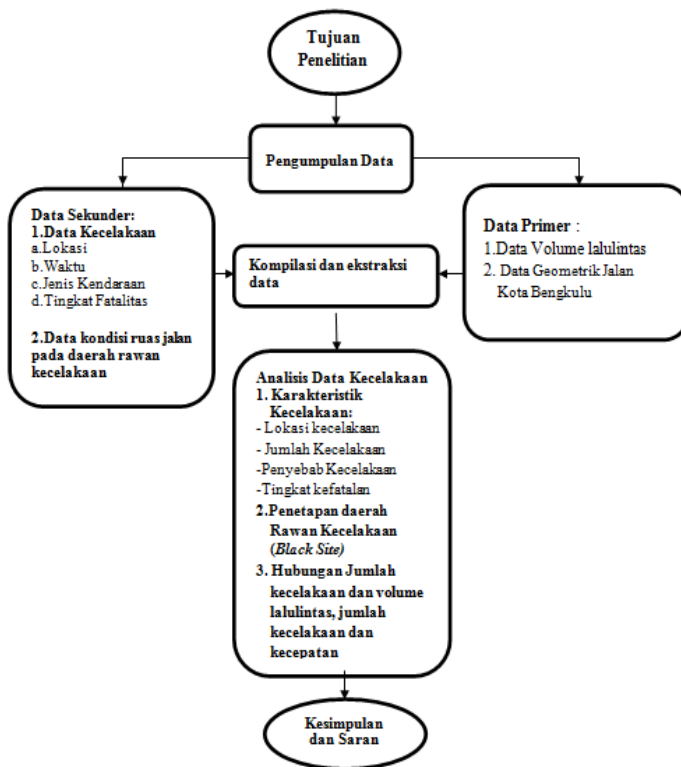 Tujuan
Penelitian
Pengumpulan Data
Data Sekunder:
1.Data Kecelakaan
a.Lokasi
b.Waktu
c.Jenis Kendaraan
d.Tingkat Fatalitas
2.Data kondisi ruas jalan
pada daerah rawan
kecelakaan
Kompilasi dan ekstraksi
data
Data Primer :
1.Data Volume lalulintas
2. Data Geometrik Jalan
Kota Bengkulu
Analisis Data Kecelakaan
1. Karakteristik
Kecelakaan:
- Lokasi kecelakaan
- Jumlah Kecelakaan
-Penyebab Kecelakaan
-Tingkat kefatalan
2.Penetapan daerah
Rawan Kecelakaan
(Black Site)
3. Hubungan Jumlah
kecelakaan dan volume
lalulintas, jumlah
kecelakaan dan
kecepatan
Kesimpulan
dan Saran